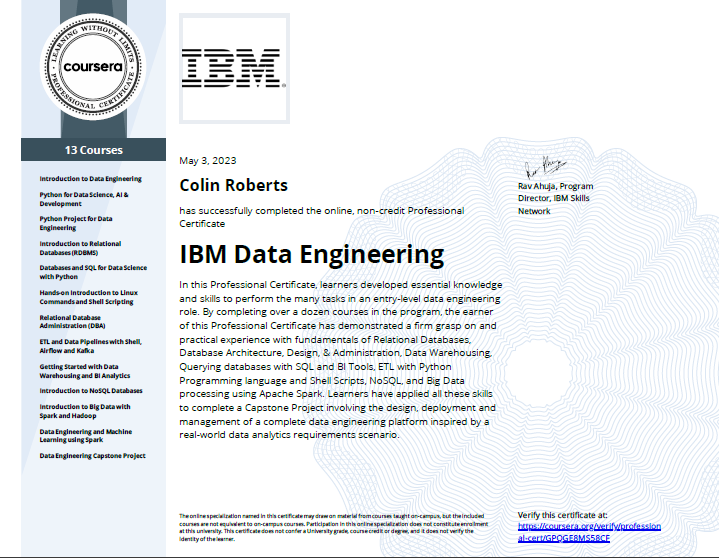 LEARNING WITHOUT LIMITS
coursera
PROFESSIONAL CERTIFICATE
13 Courses
Introduction to Data Engineering
Python for Data Science, AI &
Development
Python Project for Data
Engineering
Introduction to Relational
Databases (RDBMS)
Databases and SQL for Data Science
with Python
Hands-on Introduction to Linux
Commands and Shell Scripting
Relational Database
Administration (DBA)
ETL and Data Pipelines with Shell,
Airflow and Kafka
Getting Started with Data
Warehousing and BI Analytics
Introduction to NoSQL Databases
Introduction to Big Data with
Spark and Hadoop
Data Engineering and Machine
Learning using Spark
Data Engineering Capstone Project
IBM®
May 3, 2023
Colin Roberts
has successfully completed the online, non-credit Professional
Certificate
IBM Data Engineering
In this Professional Certificate, learners developed essential knowledge
and skills to perform the many tasks in an entry-level data engineering
role. By completing over a dozen courses in the program, the earner
of this Professional Certificate has demonstrated a firm grasp on and
practical experience with fundamentals of Relational Databases,
Database Architecture, Design, & Administration, Data Warehousing,
Querying databases with SQL and BI Tools, ETL with Python
Programming language and Shell Scripts, NoSQL, and Big Data
processing using Apache Spark. Learners have applied all these skills
to complete a Capstone Project involving the design, deployment and
management of a complete data engineering platform inspired by a
real-world data analytics requirements scenario.
Rav Ahuja
Rav Ahuja, Program
Director, IBM Skills
Network
The online specialization named in this certificate may draw on material from courses taught on-campus, but the included
courses are not equivalent to on-campus courses. Participation in this online specialization does not constitute enrollment
at this university. This certificate does not confer a University grade, course credit or degree, and it does not verify the
identity of the learner.
Verify this certificate at:
https://coursera.org/verify/profession
al-cert/GPQGE8MS58CF